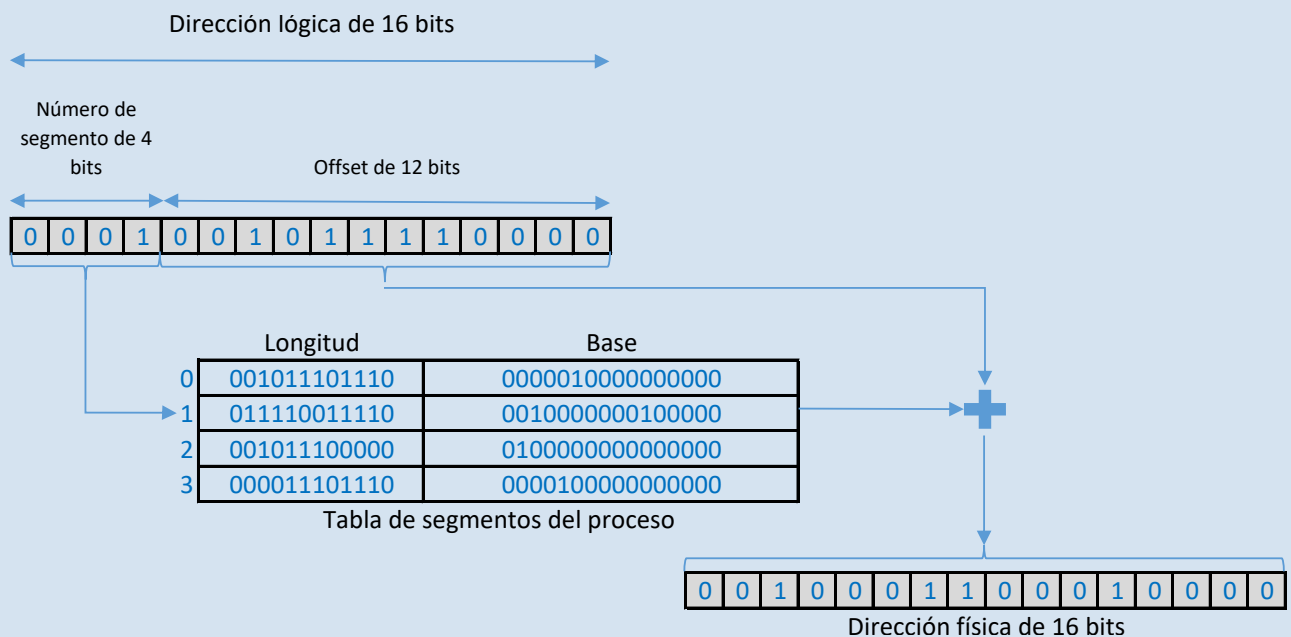 Dirección lógica de 16 bits
Número de
segmento de 4
bits
Offset de 12 bits
0 0 0 1 0 0 1 0 1 1 1 1 0 0 0 0
Longitud Base
0 001011101110 0000010000000000
1 011110011110 0010000000100000
2 001011100000 0100000000000000
3 000011101110 0000100000000000
Tabla de segmentos del proceso
0 0 1 0 0 0 1 1 0 0 0 1 0 0 0 0
Dirección física de 16 bits